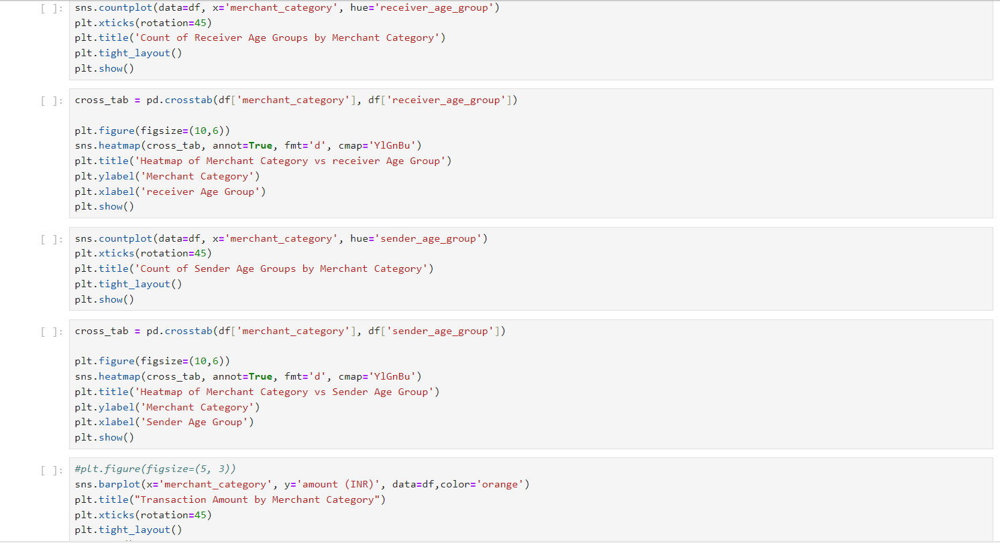 [ ]: sns.countplot(data=df, x='merchant_category', hue='receiver_age_group')
plt.xticks(rotation=45)
plt.title('Count of Receiver Age Groups by Merchant Category')
plt.tight_layout()
plt.show()
[ ]: cross_tab = pd.crosstab(df['merchant_category'], df['receiver_age_group'])
plt.figure(figsize=(10,6))
sns.heatmap(cross_tab, annot=True, fmt='d', cmap='YlGnBu')
plt.title('Heatmap of Merchant Category vs receiver Age Group')
plt.ylabel('Merchant Category')
plt.xlabel('receiver Age Group')
plt.show()
[ ]: sns.countplot(data=df, x='merchant_category', hue='sender_age_group')
plt.xticks(rotation=45)
plt.title('Count of Sender Age Groups by Merchant Category')
plt.tight_layout()
plt.show()
[ ]: cross_tab = pd.crosstab(df['merchant_category'], df['sender_age_group'])
plt.figure(figsize=(10,6))
sns.heatmap(cross_tab, annot=True, fmt='d', cmap='YlGnBu')
plt.title('Heatmap of Merchant Category vs Sender Age Group')
plt.ylabel('Merchant Category')
plt.xlabel('Sender Age Group')
plt.show()
[ ]: #plt.figure(figsize=(5, 3))
sns.barplot(x='merchant_category', y='amount (INR)', data=df,color='orange')
plt.title("Transaction Amount by Merchant Category")
plt.xticks(rotation=45)
plt.tight_layout()